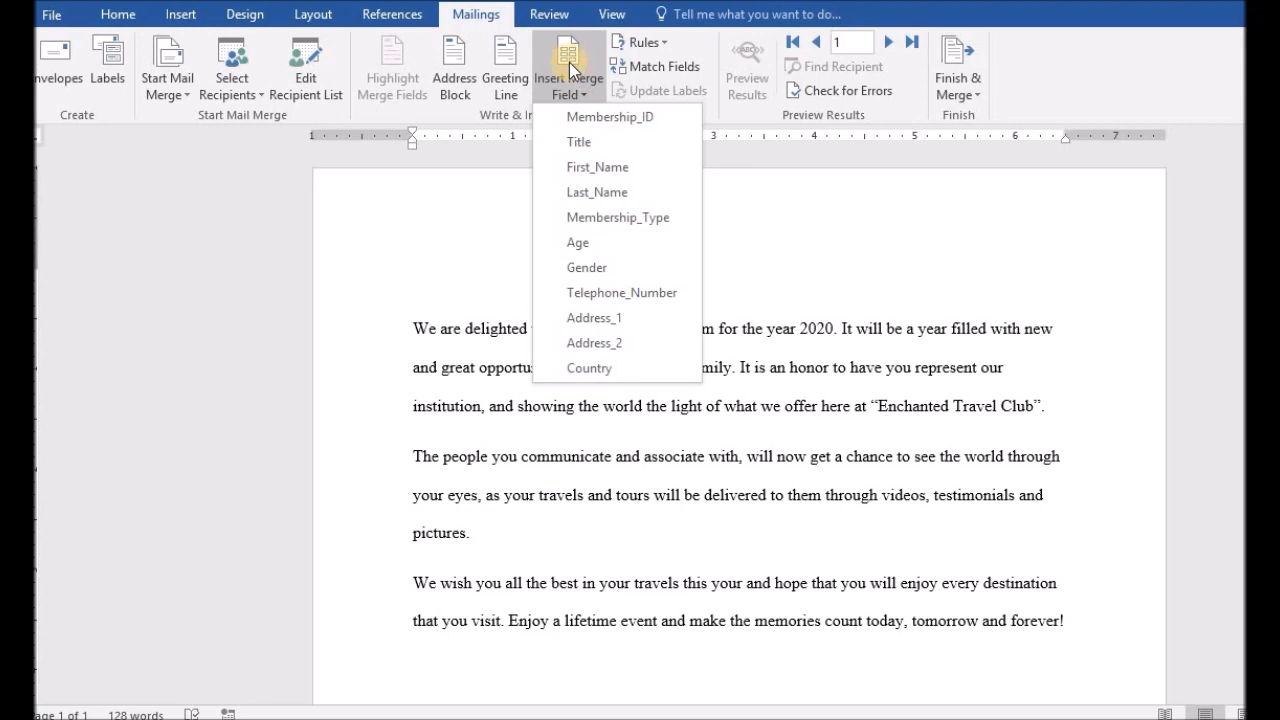 File Home Insert Design Layout References Mailings Review View Tell me what you want to do...
nvelopes Labels Start Mail Merge Select Recipients Edit Recipient List Highlight Merge Fields Address Block Greeting Line Insert Merge Field Rules Match Fields Update Labels Preview Results 1 Find Recipient Check for Errors Finish & Merge
Create Start Mail Merge Write & I Preview Results Finish
1 1 3 4 5 6 7
Membership_ID
Title
First_Name
Last_Name
Membership_Type
Age
Gender
Telephone_Number
Address_1
Address_2
Country
We are delighted m for the year 2020. It will be a year filled with new
and great opportu mily. It is an honor to have you represent our
institution, and showing the world the light of what we offer here at “Enchanted Travel Club”.
The people you communicate and associate with, will now get a chance to see the world through
your eyes, as your travels and tours will be delivered to them through videos, testimonials and
pictures.
We wish you all the best in your travels this your and hope that you will enjoy every destination
that you visit. Enjoy a lifetime event and make the memories count today, tomorrow and forever!
age 1 of 1 128 words